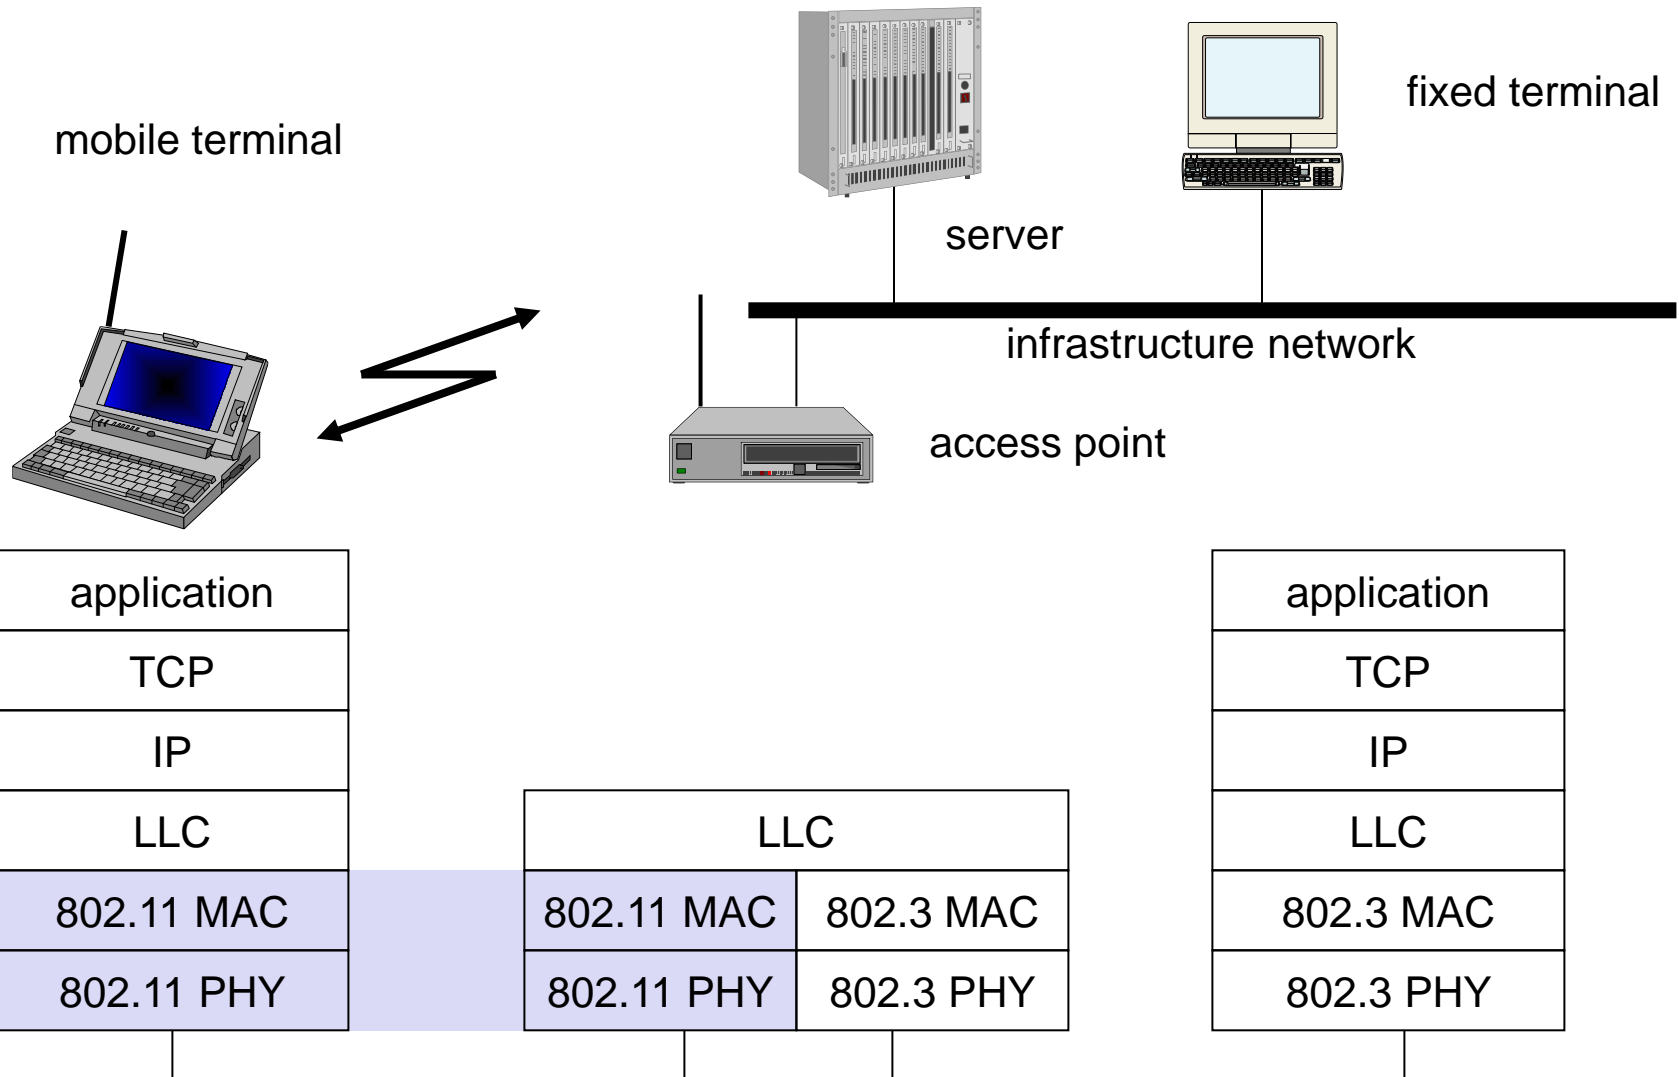 fixed terminal
mobile terminal
server
infrastructure network
access point
application
application
TCP
TCP
IP
IP
LLC
LLC
LLC
802.11 MAC
802.11 MAC
802.3 MAC
802.3 MAC
802.11 PHY
802.11 PHY
802.3 PHY
802.3 PHY